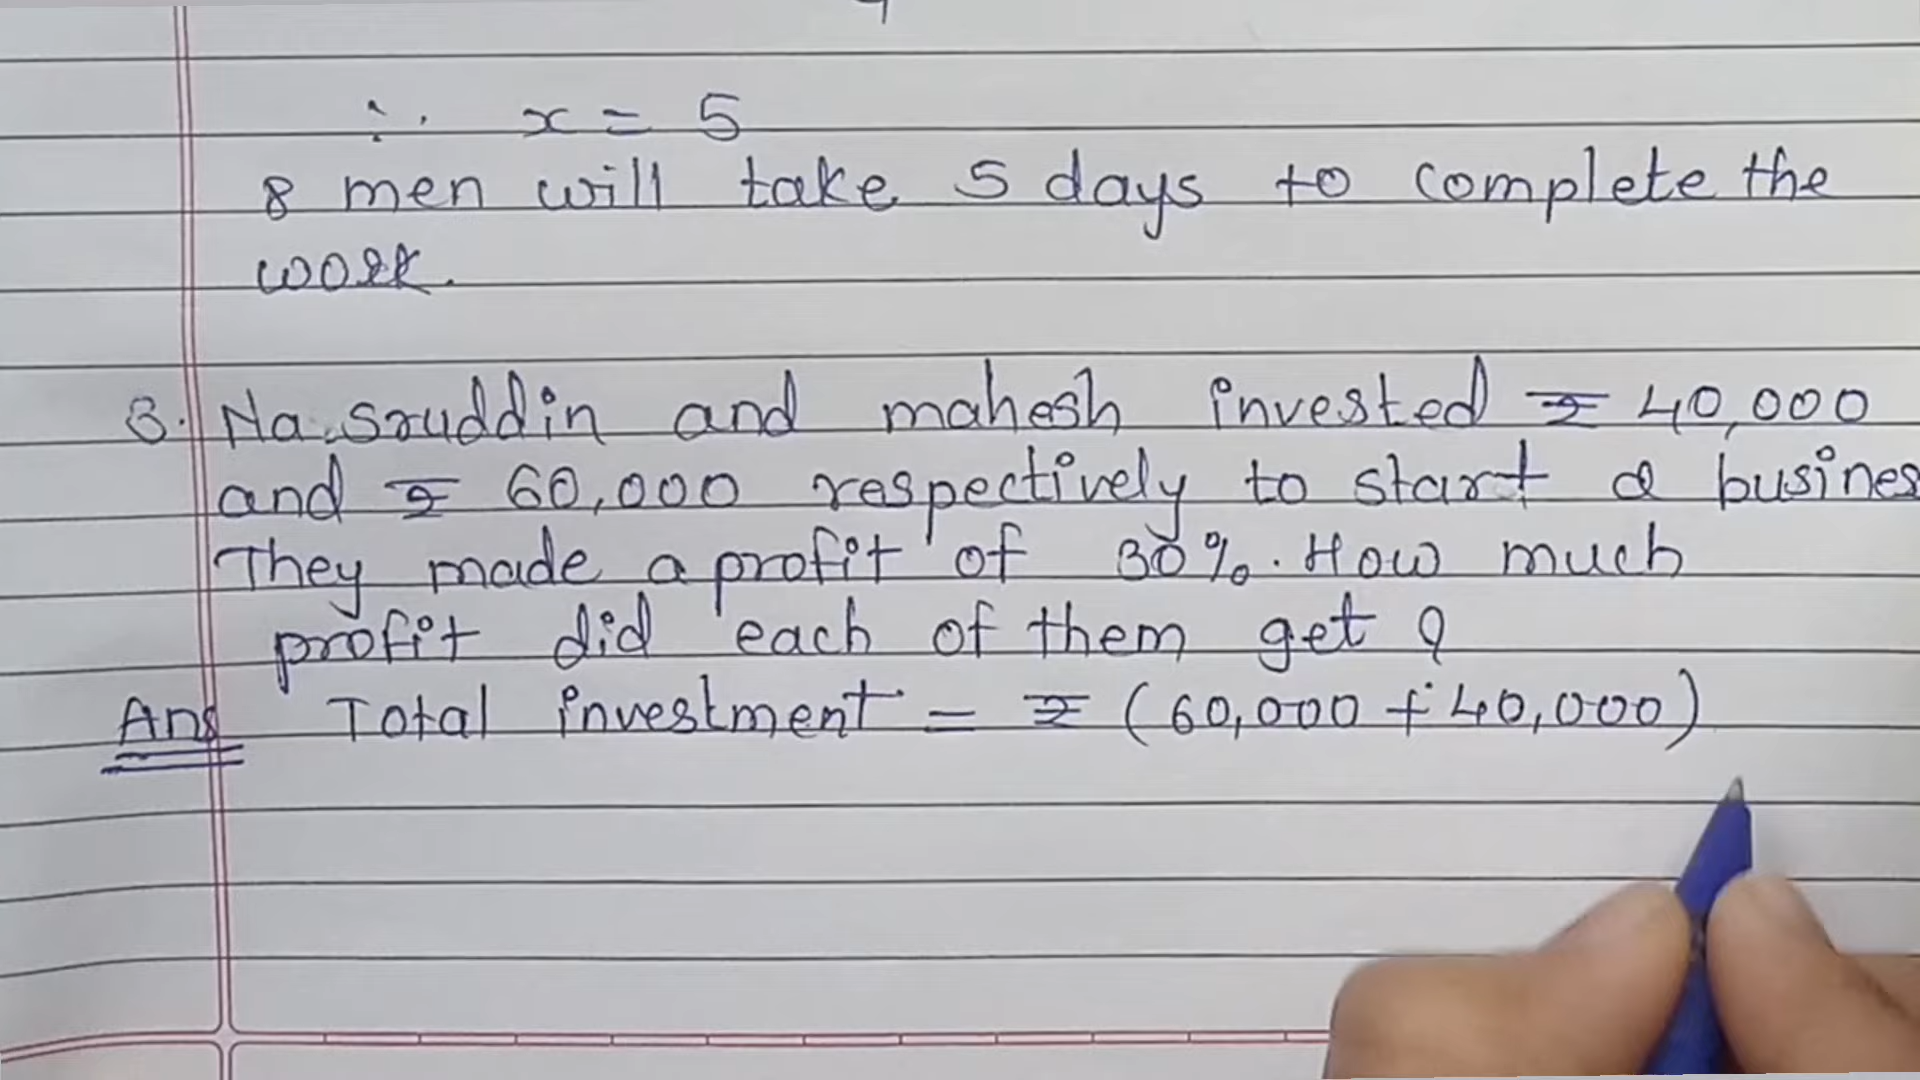 ∴ x = 5
8 men will take 5 days to complete the
work.
3. Nasruddin and mahesh invested ₹ 40,000
and ₹ 60,000 respectively to start a busines
They made a profit of 30%. How much
profit did each of them get ?
Ans Total investment = ₹ (60,000 + 40,000)